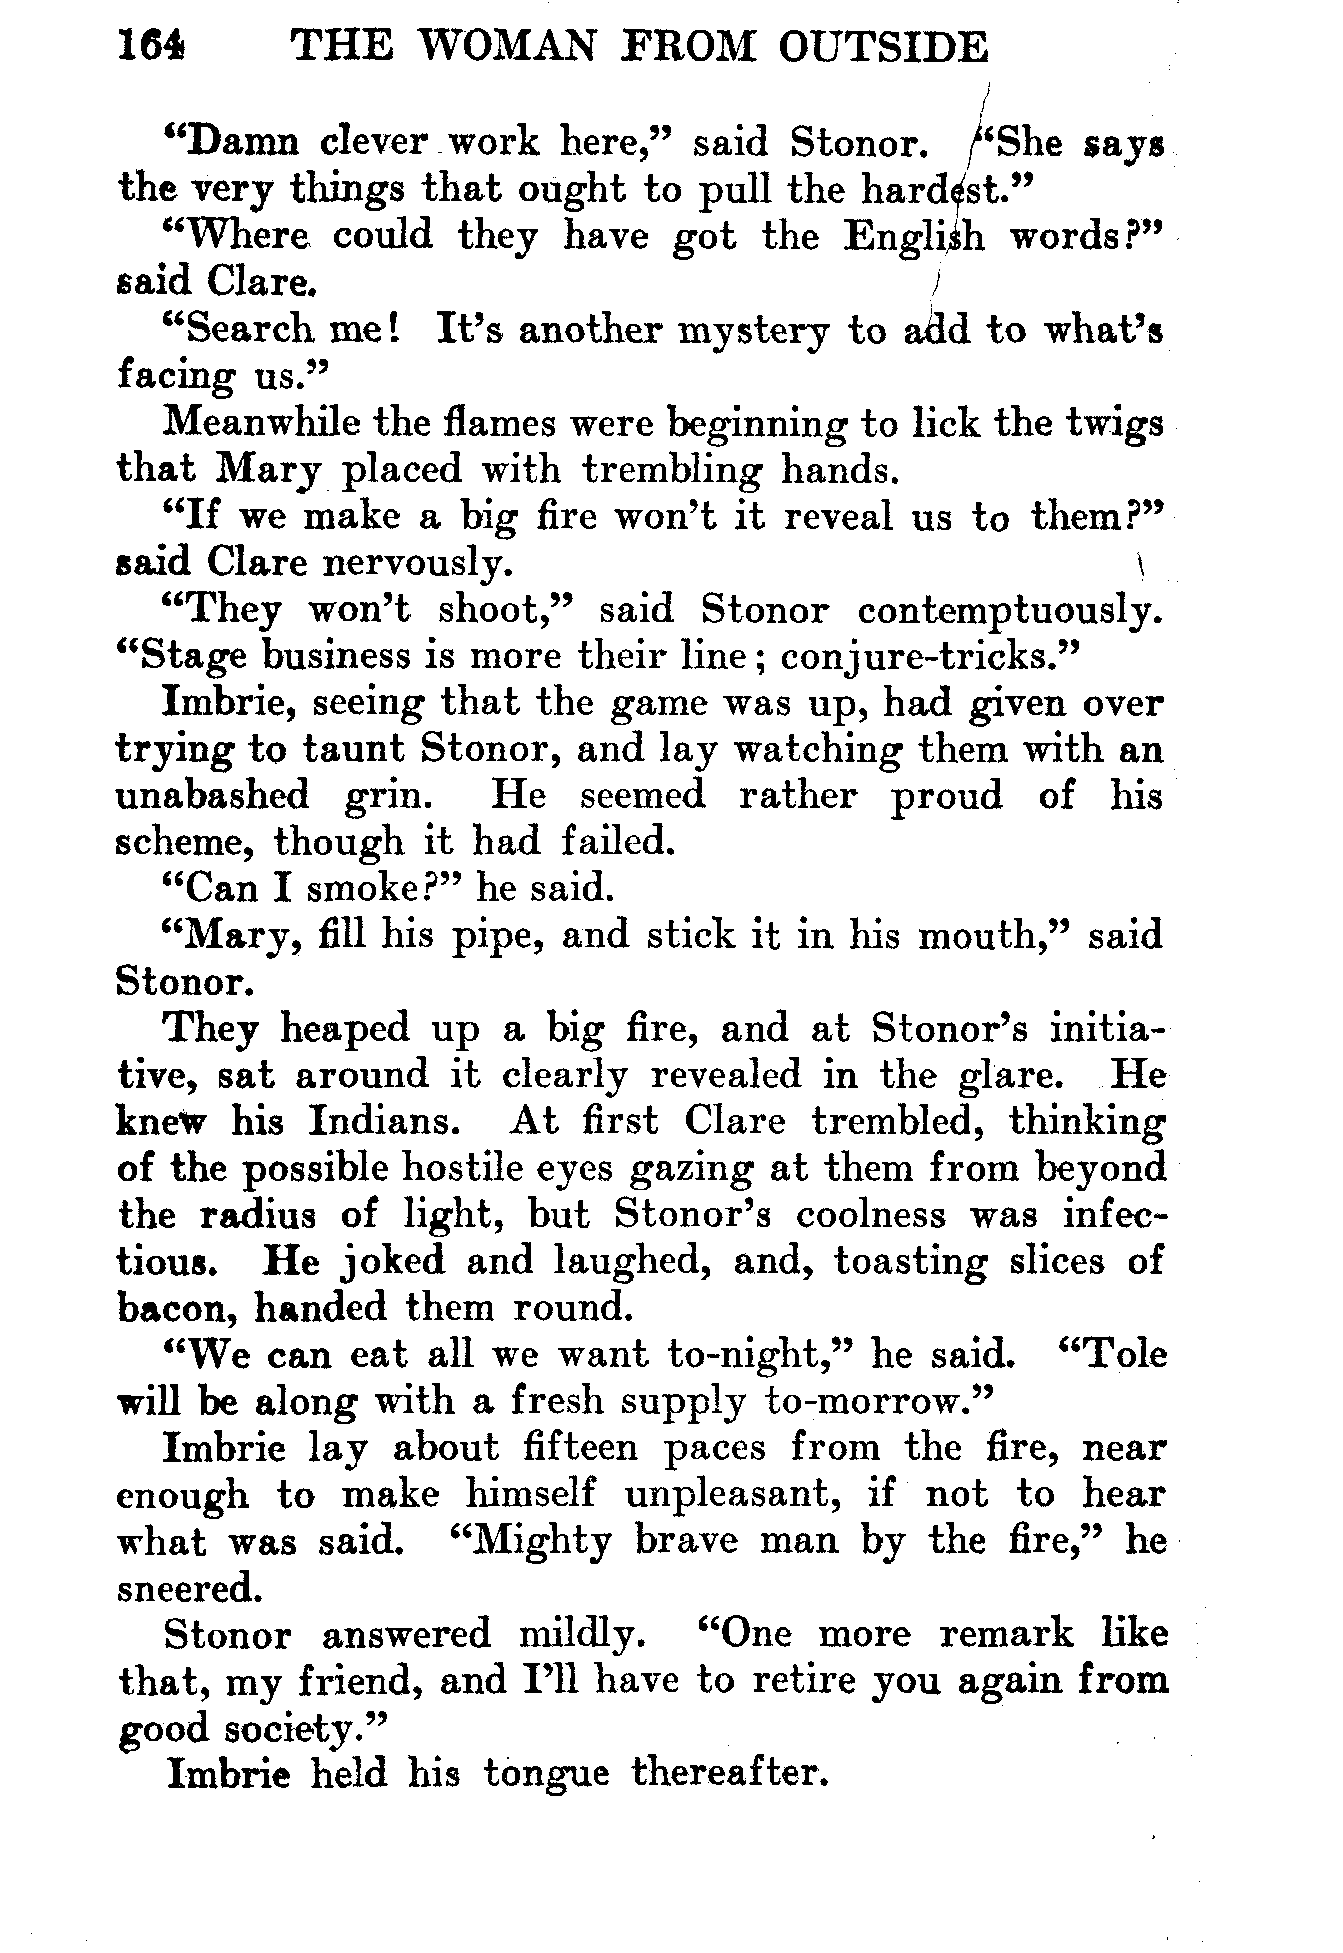 164 THE WOMAN FROM OUTSIDE
“Damn clever work here,” said Stonor. “She says
the very things that ought to pull the hardest.”
“Where could they have got the English words?”
said Clare.
“Search me! It’s another mystery to add to what’s
facing us.”
Meanwhile the flames were beginning to lick the twigs
that Mary placed with trembling hands.
“If we make a big fire won’t it reveal us to them?”
said Clare nervously.
“They won’t shoot,” said Stonor contemptuously.
“Stage business is more their line; conjure-tricks.”
Imbrie, seeing that the game was up, had given over
trying to taunt Stonor, and lay watching them with an
unabashed grin. He seemed rather proud of his
scheme, though it had failed.
“Can I smoke?” he said.
“Mary, fill his pipe, and stick it in his mouth,” said
Stonor.
They heaped up a big fire, and at Stonor’s initia-
tive, sat around it clearly revealed in the glare. He
knew his Indians. At first Clare trembled, thinking
of the possible hostile eyes gazing at them from beyond
the radius of light, but Stonor’s coolness was infec-
tious. He joked and laughed, and, toasting slices of
bacon, handed them round.
“We can eat all we want to-night,” he said. “Tole
will be along with a fresh supply to-morrow.”
Imbrie lay about fifteen paces from the fire, near
enough to make himself unpleasant, if not to hear
what was said. “Mighty brave man by the fire,” he
sneered.
Stonor answered mildly. “One more remark like
that, my friend, and I’ll have to retire you again from
good society.”
Imbrie held his tongue thereafter.